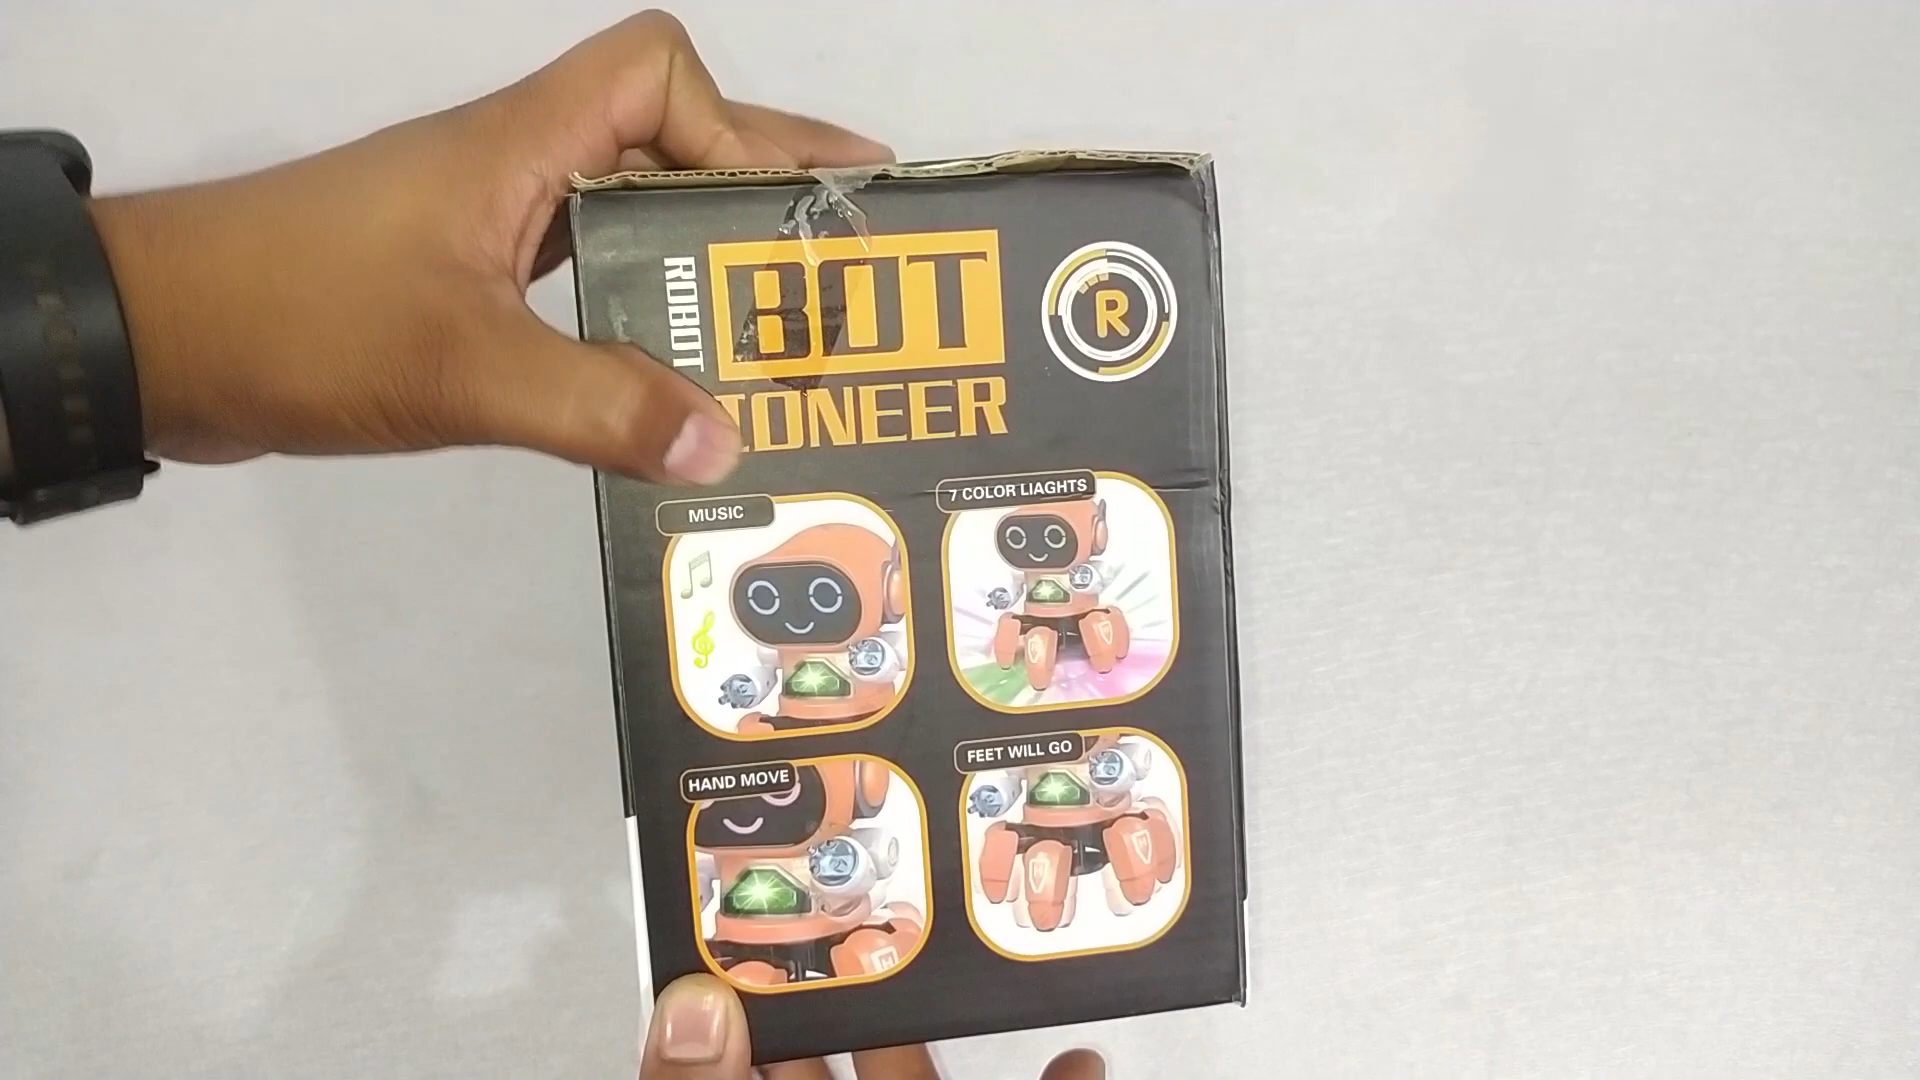 ROBOT
BOT
IONEER
R
MUSIC
7 COLOR LIAGHTS
HAND MOVE
FEET WILL GO
H
H
H